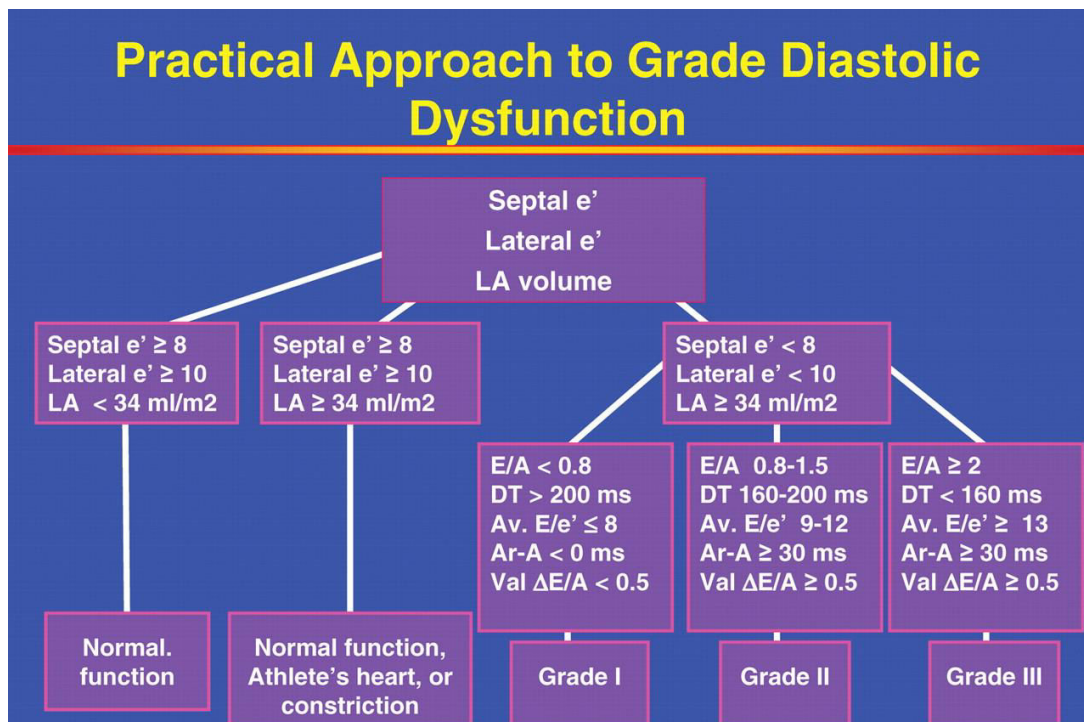 Practical Approach to Grade Diastolic
Dysfunction
Septal e’
Lateral e’
LA volume
Septal e’ ≥ 8
Lateral e’ ≥ 10
LA < 34 ml/m2
Septal e’ ≥ 8
Lateral e’ ≥ 10
LA ≥ 34 ml/m2
Septal e’ < 8
Lateral e’ < 10
LA ≥ 34 ml/m2
E/A < 0.8
DT > 200 ms
Av. E/e’ ≤ 8
Ar-A < 0 ms
Val ΔE/A < 0.5
E/A 0.8-1.5
DT 160-200 ms
Av. E/e’ 9-12
Ar-A ≥ 30 ms
Val ΔE/A ≥ 0.5
E/A ≥ 2
DT < 160 ms
Av. E/e’ ≥ 13
Ar-A ≥ 30 ms
Val ΔE/A ≥ 0.5
Normal.
function
Normal function,
Athlete’s heart, or
constriction
Grade I
Grade II
Grade III